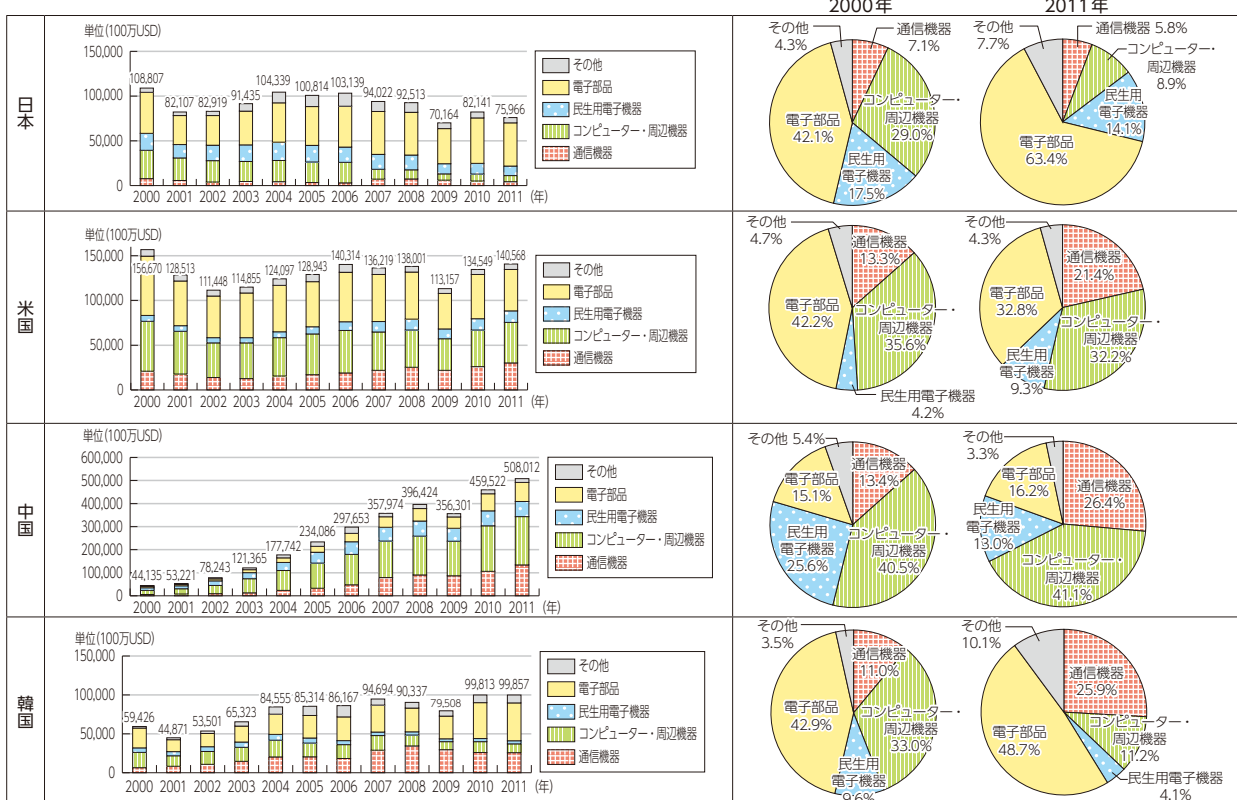 2000年
2011年
日本
単位(100万USD)
150,000
100,000
50,000
0
108,807
82,107
82,919
91,435
104,339
100,814
103,139
94,022
92,513
70,164
82,141
75,966
2000 2001 2002 2003 2004 2005 2006 2007 2008 2009 2010 2011 (年)
その他
電子部品
民生用電子機器
コンピューター・周辺機器
通信機器
その他
4.3%
通信機器
7.1%
コンピューター・
周辺機器
29.0%
民生用
電子機器
17.5%
電子部品
42.1%
その他
7.7%
通信機器 5.8%
コンピューター・
周辺機器
8.9%
民生用
電子機器
14.1%
電子部品
63.4%
米国
単位(100万USD)
150,000
100,000
50,000
0
156,670
128,513
111,448
114,855
124,097
128,943
140,314
136,219
138,001
113,157
134,549
140,568
2000 2001 2002 2003 2004 2005 2006 2007 2008 2009 2010 2011 (年)
その他
電子部品
民生用電子機器
コンピューター・周辺機器
通信機器
その他
4.7%
通信機器
13.3%
コンピューター・
周辺機器
35.6%
民生用電子機器
4.2%
電子部品
42.2%
その他
4.3%
通信機器
21.4%
コンピューター・
周辺機器
32.2%
民生用
電子機器
9.3%
電子部品
32.8%
中国
単位(100万USD)
600,000
500,000
400,000
300,000
200,000
100,000
0
44,135
53,221
78,243
121,365
177,742
234,086
297,653
357,974
396,424
356,301
459,522
508,012
2000 2001 2002 2003 2004 2005 2006 2007 2008 2009 2010 2011 (年)
その他
電子部品
民生用電子機器
コンピューター・周辺機器
通信機器
その他 5.4%
通信機器
13.4%
コンピューター・
周辺機器
40.5%
民生用
電子機器
25.6%
電子部品
15.1%
その他
3.3%
通信機器
26.4%
コンピューター・
周辺機器
41.1%
民生用
電子機器
13.0%
電子部品
16.2%
韓国
単位(100万USD)
150,000
100,000
50,000
0
59,426
44,871
53,501
65,323
84,555
85,314
86,167
94,694
90,337
79,508
99,813
99,857
2000 2001 2002 2003 2004 2005 2006 2007 2008 2009 2010 2011 (年)
その他
電子部品
民生用電子機器
コンピューター・周辺機器
通信機器
その他
3.5%
通信機器
11.0%
コンピューター・
周辺機器
33.0%
民生用
電子機器
9.6%
電子部品
42.9%
その他
10.1%
通信機器
25.9%
コンピューター・
周辺機器
11.2%
民生用電子機器
4.1%
電子部品
48.7%